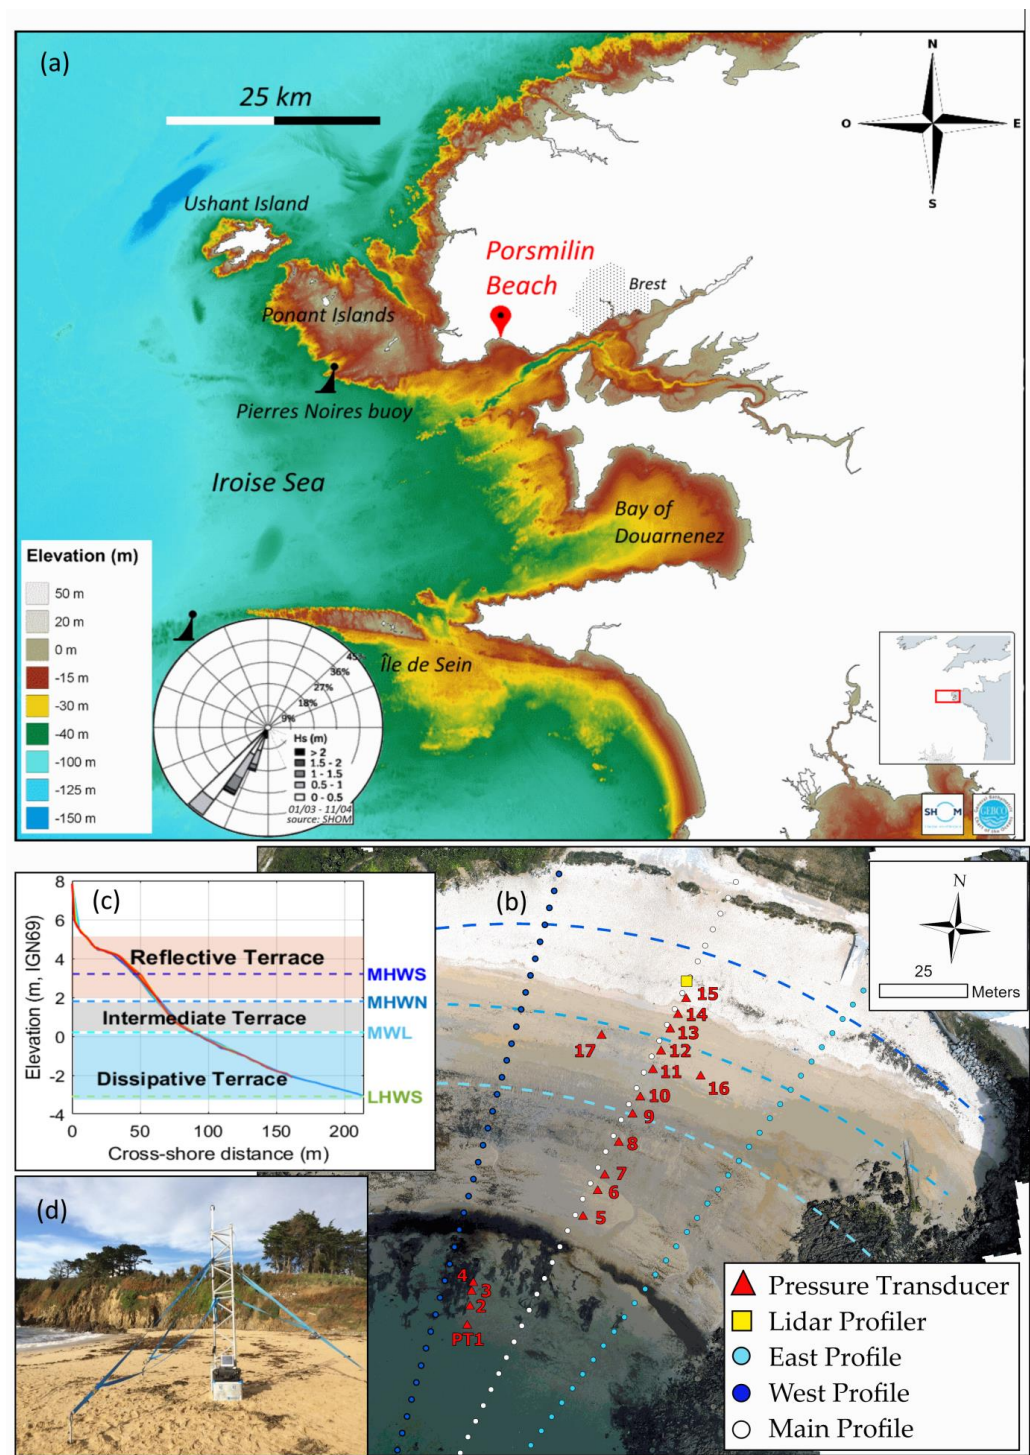 (a)
25 km
N
O
E
S
Ushant Island
Porsmilin
Beach
Brest
Ponant Islands
Pierres Noires buoy
Iroise Sea
Bay of
Douarnenez
Elevation (m)
50 m
20 m
0 m
-15 m
-30 m
-40 m
-100 m
-125 m
-150 m
Île de Sein
45%
36%
27%
18%
9%
Hs (m)
> 2
1.5 - 2
1 - 1.5
0.5 - 1
0 - 0.5
01/03 - 11/04
source: SHOM
SHOM
GEBCO
(c)
8
6
4
2
0
-2
-4
Elevation (m, IGN69)
Reflective Terrace
MHWS
MHWN
Intermediate Terrace
MWL
Dissipative Terrace
LHWS
0
50
100
150
200
Cross-shore distance (m)
(b)
N
25
Meters
15
14
13
17
12
11
16
10
9
8
7
6
5
4
3
2
PT1
(d)
Pressure Transducer
Lidar Profiler
East Profile
West Profile
Main Profile